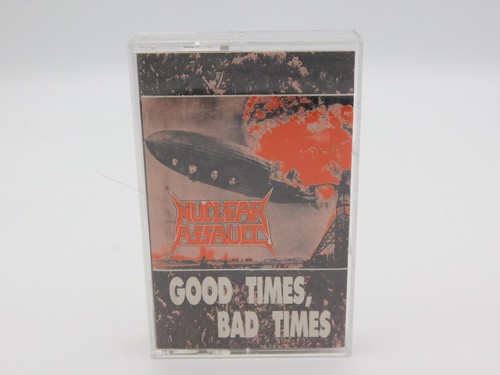 NUCLEAR
ASSAULT
GOOD TIMES,
BAD TIMES